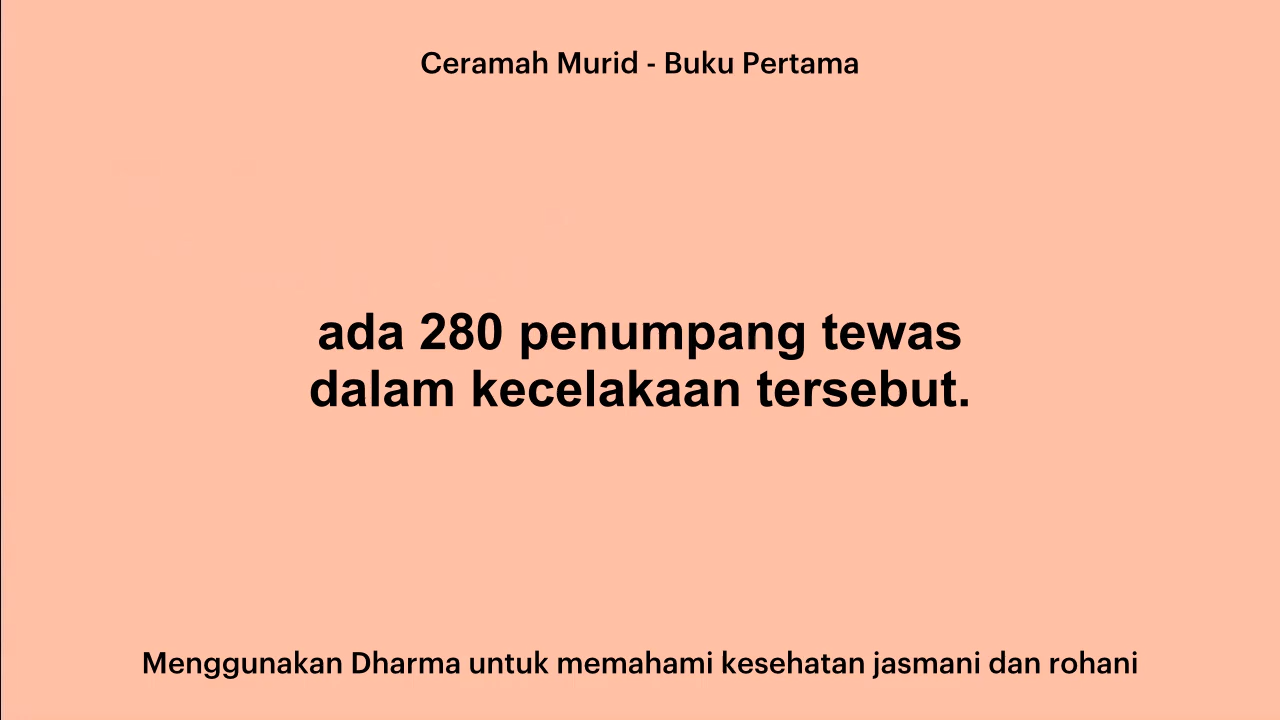 Ceramah Murid - Buku Pertama
ada 280 penumpang tewas
dalam kecelakaan tersebut.
Menggunakan Dharma untuk memahami kesehatan jasmani dan rohani